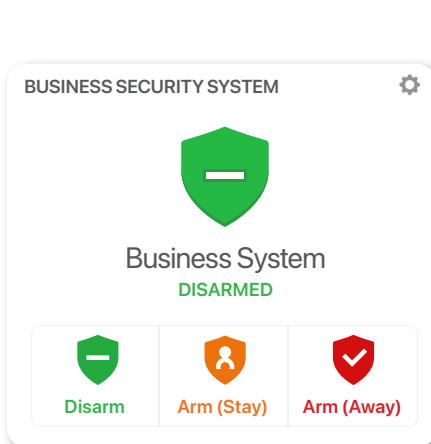 BUSINESS SECURITY SYSTEM
Business System
DISARMED
Disarm Arm (Stay) Arm (Away)